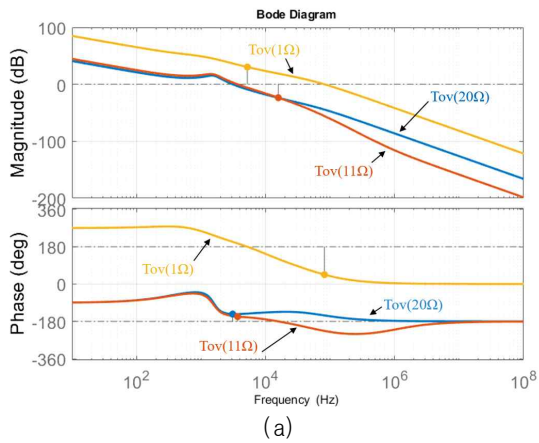 Bode Diagram
100
0
-100
-200
Magnitude (dB)
Tov(1Ω)
Tov(20Ω)
Tov(11Ω)
360
180
0
-180
-360
Phase (deg)
Tov(1Ω)
Tov(20Ω)
Tov(11Ω)
10² 10⁴ 10⁶ 10⁸
Frequency (Hz)
(a)